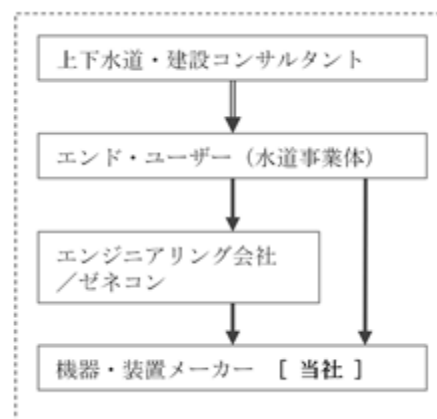 上下水道・建設コンサルタント
エンド・ユーザー（水道事業体）
エンジニアリング会社
／ゼネコン
機器・装置メーカー ［ 当社 ］